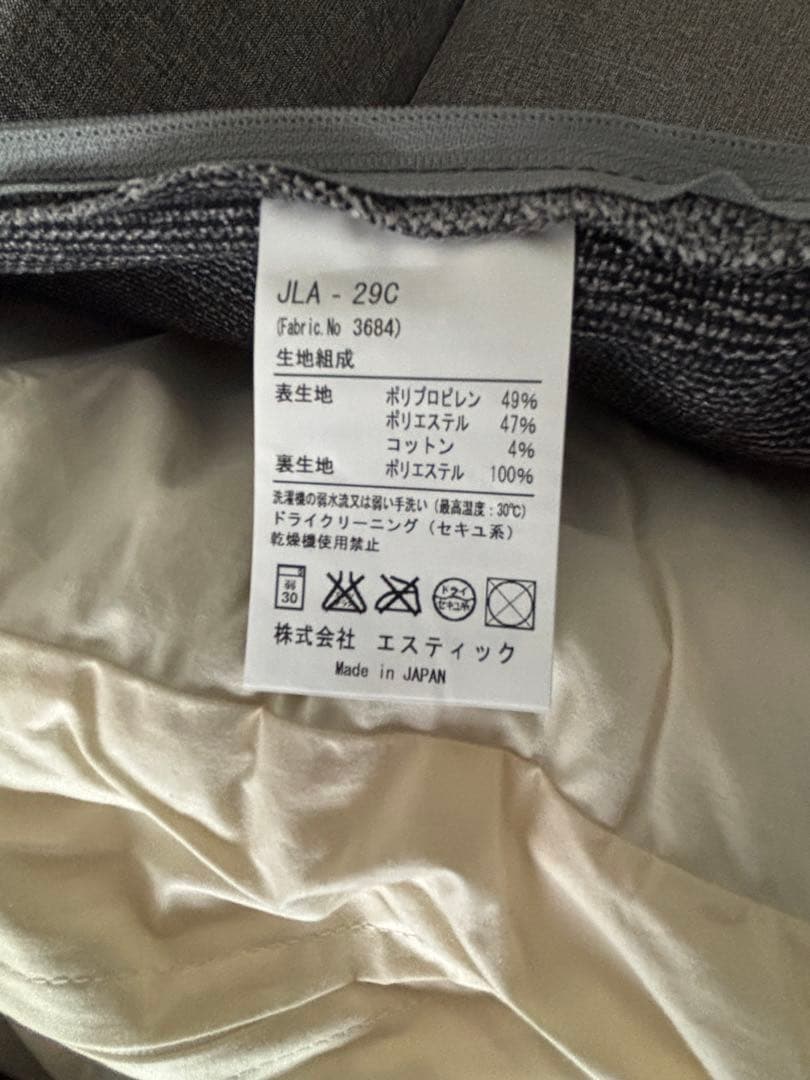 JLA - 29C
(Fabric.No 3684)
生地組成
表生地 ポリプロピレン 49%
ポリエステル 47%
コットン 4%
裏生地 ポリエステル 100%
洗濯機の弱水流又は弱い手洗い(最高温度:30℃)
ドライクリーニング(セキユ系)
乾燥機使用禁止
弱 30 ドライ セキユ系
株式会社 エスティック
Made in JAPAN